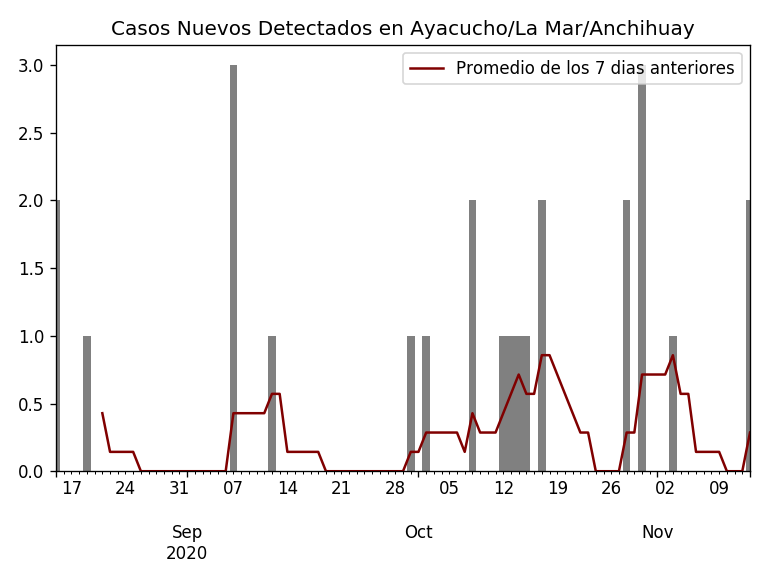 Casos Nuevos Detectados en Ayacucho/La Mar/Anchihuay
Promedio de los 7 dias anteriores
3.0
2.5
2.0
1.5
1.0
0.5
0.0
17 24 31 07 14 21 28 05 12 19 26 02 09
Sep Oct Nov
2020